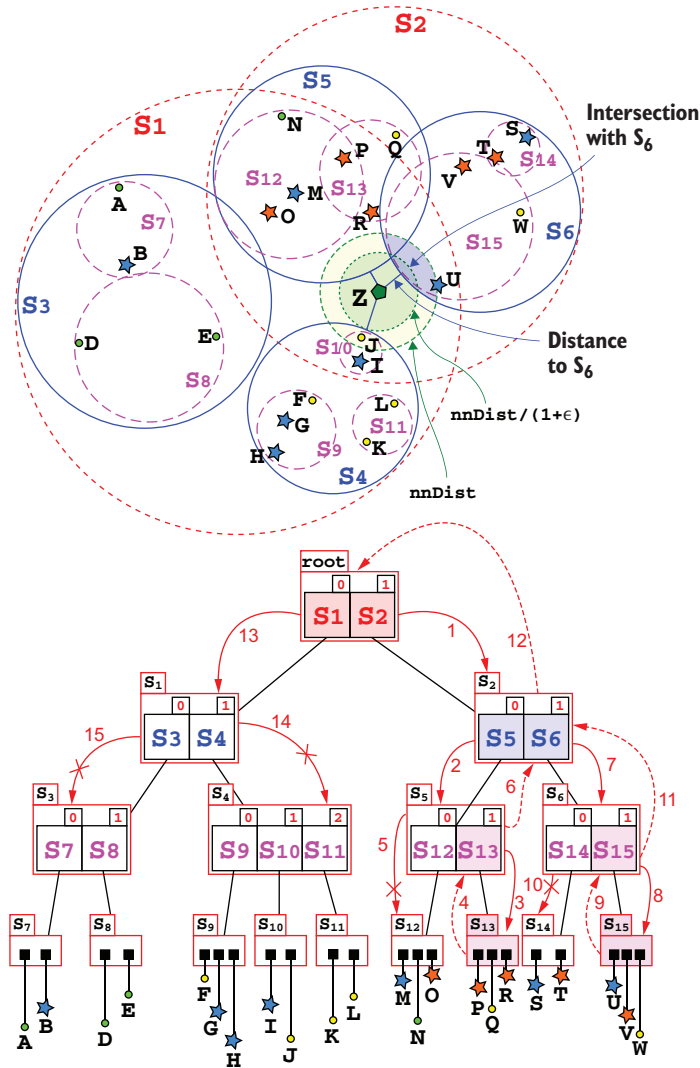 S2
S5
S1
N
S
Intersection
with S6
P
Q
T
S14
S12
M
S13
V
A
O
R
W
S7
S15
S6
B
U
S3
Z
D
E
J
Distance
to S6
S10
I
S8
F
L
nnDist/(1+ϵ)
G
S11
H
S9
K
S4
nnDist
root
0 1
S1 S2
13
1
12
S1
0 1
S3 S4
S2
0 1
S5 S6
15
14
2
6
7
11
S3
0 1
S7 S8
S4
0 1 2
S9 S10 S11
S5
0 1
S12 S13
S6
0 1
S14 S15
5
4
3
10
9
8
S7
S8
S9
S10
S11
S12
S13
S14
S15
A
B
D
E
F
G
H
I
J
K
L
M
N
O
P
Q
R
S
T
U
V
W